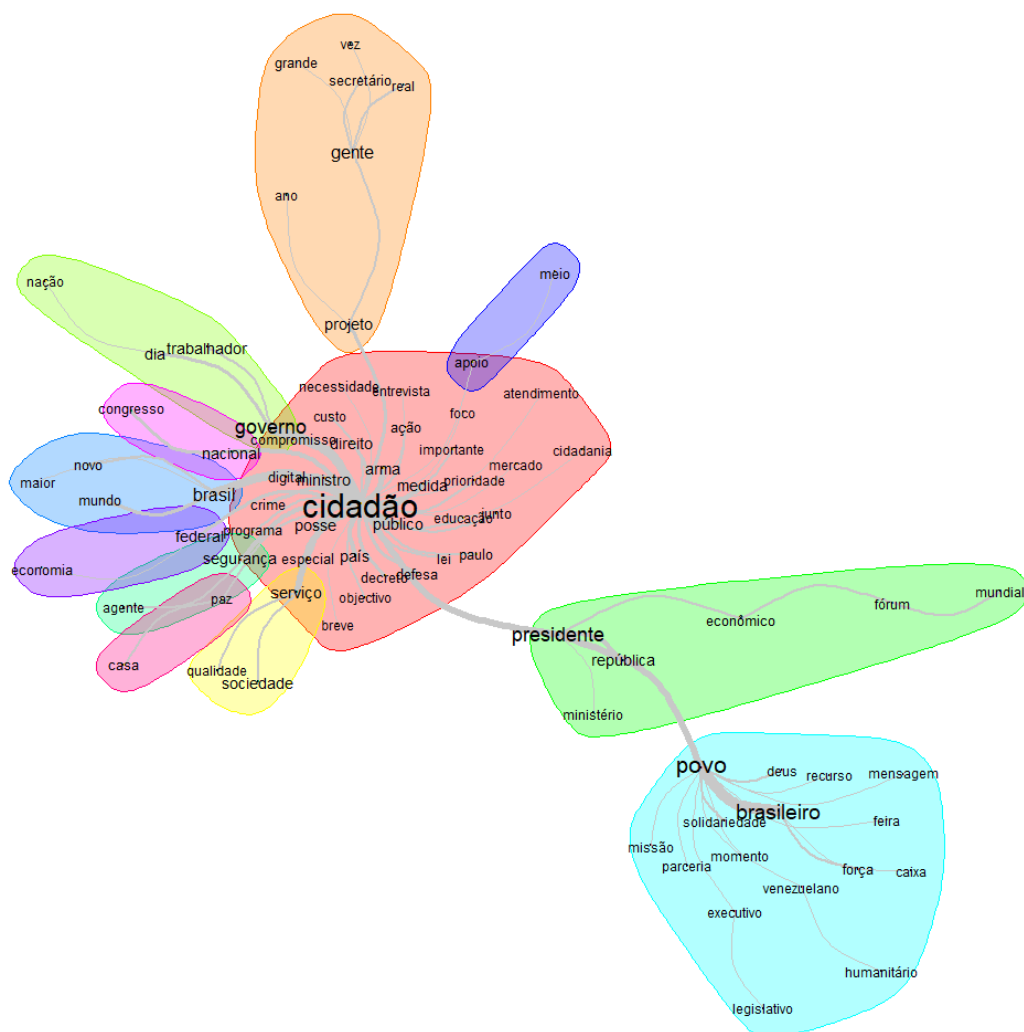 vez
grande
secretário
real
gente
ano
projeto
meio
apoio
nação
dia
trabalhador
governo
congresso
nacional
novo
maior
mundo
brasil
economia
federal
segurança
agente
paz
casa
serviço
qualidade
sociedade
necessidade
entrevista
atendimento
custo
foco
compromisso
direito
ação
importante
cidadania
mercado
arma
digital
ministro
medida
prioridade
cidadão
crime
posse
público
educação
junto
programa
especial
país
lei
paulo
decreto
defesa
objectivo
breve
presidente
econômico
fórum
mundial
república
ministério
povo
deus
recurso
mensagem
brasileiro
solidariedade
feira
missão
momento
parceria
força
caixa
venezuelano
executivo
humanitário
legislativo